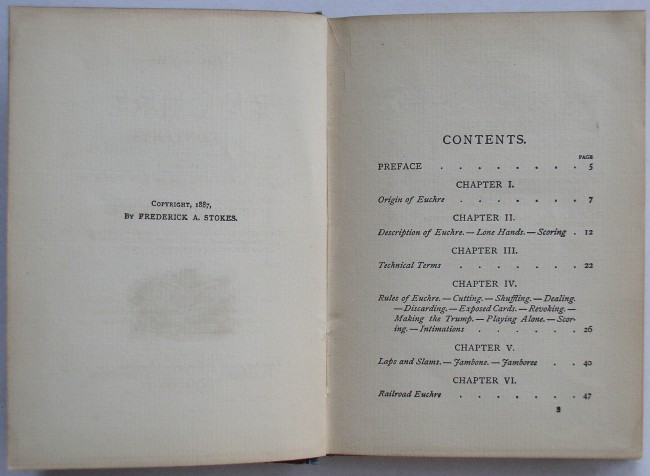 COPYRIGHT, 1887,
BY FREDERICK A. STOKES.
CONTENTS.
PAGE
PREFACE . . . . . . . . 5
CHAPTER I.
Origin of Euchre . . . . . . . 7
CHAPTER II.
Description of Euchre. — Lone Hands. — Scoring . 12
CHAPTER III.
Technical Terms . . . . . . . 22
CHAPTER IV.
Rules of Euchre. — Cutting. — Shuffling. — Dealing.
— Discarding. — Exposed Cards. — Revoking. —
Making the Trump. — Playing Alone. — Scor-
ing. — Intimations . . . . . . 26
CHAPTER V.
Laps and Slams. — Jambone. — Jamboree . . 40
CHAPTER VI.
Railroad Euchre . . . . . . . 47